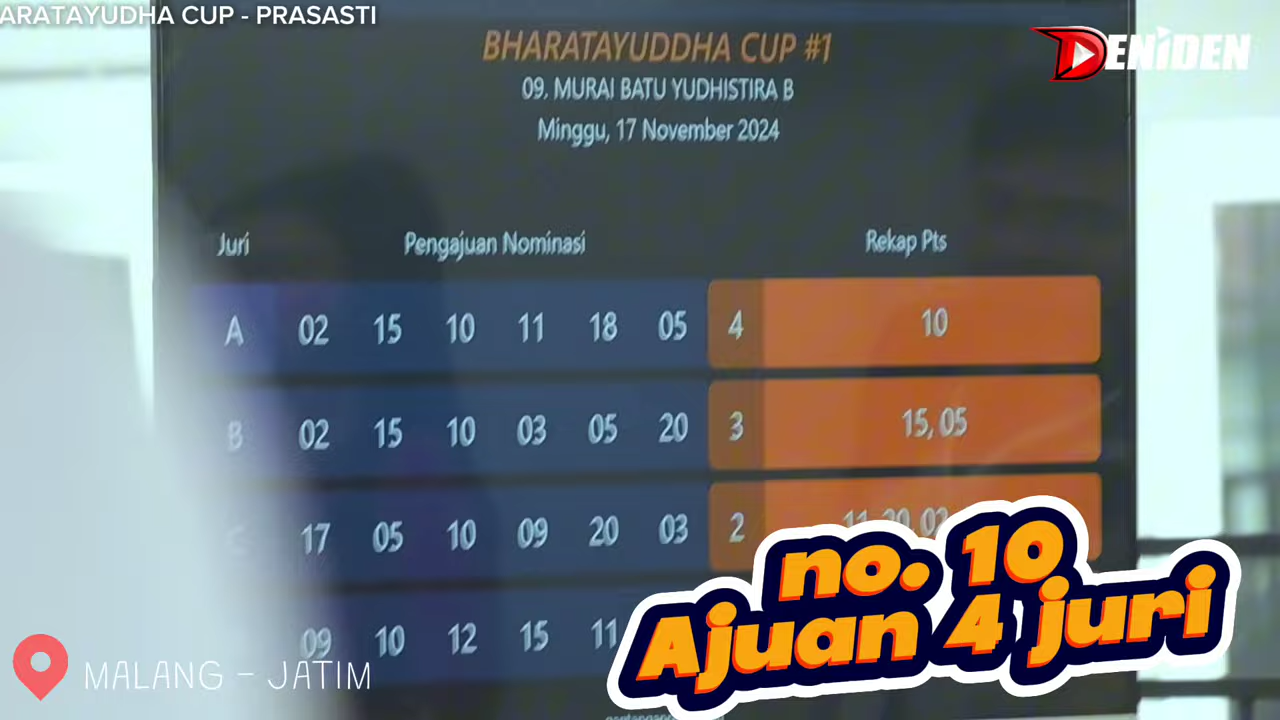 ARATAYUDHA CUP - PRASASTI
DENIDEN
BHARATAYUDDHA CUP #1
09. MURAI BATU YUDHISTIRA B
Minggu, 17 November 2024
Juri Pengajuan Nominasi Rekap Pts
A 02 15 10 11 18 05 4 10
B 02 15 10 03 05 20 3 15, 05
17 05 10 09 20 03 2
09 10 12 15 11
no. 10
Ajuan 4 juri
MALANG - JATIM